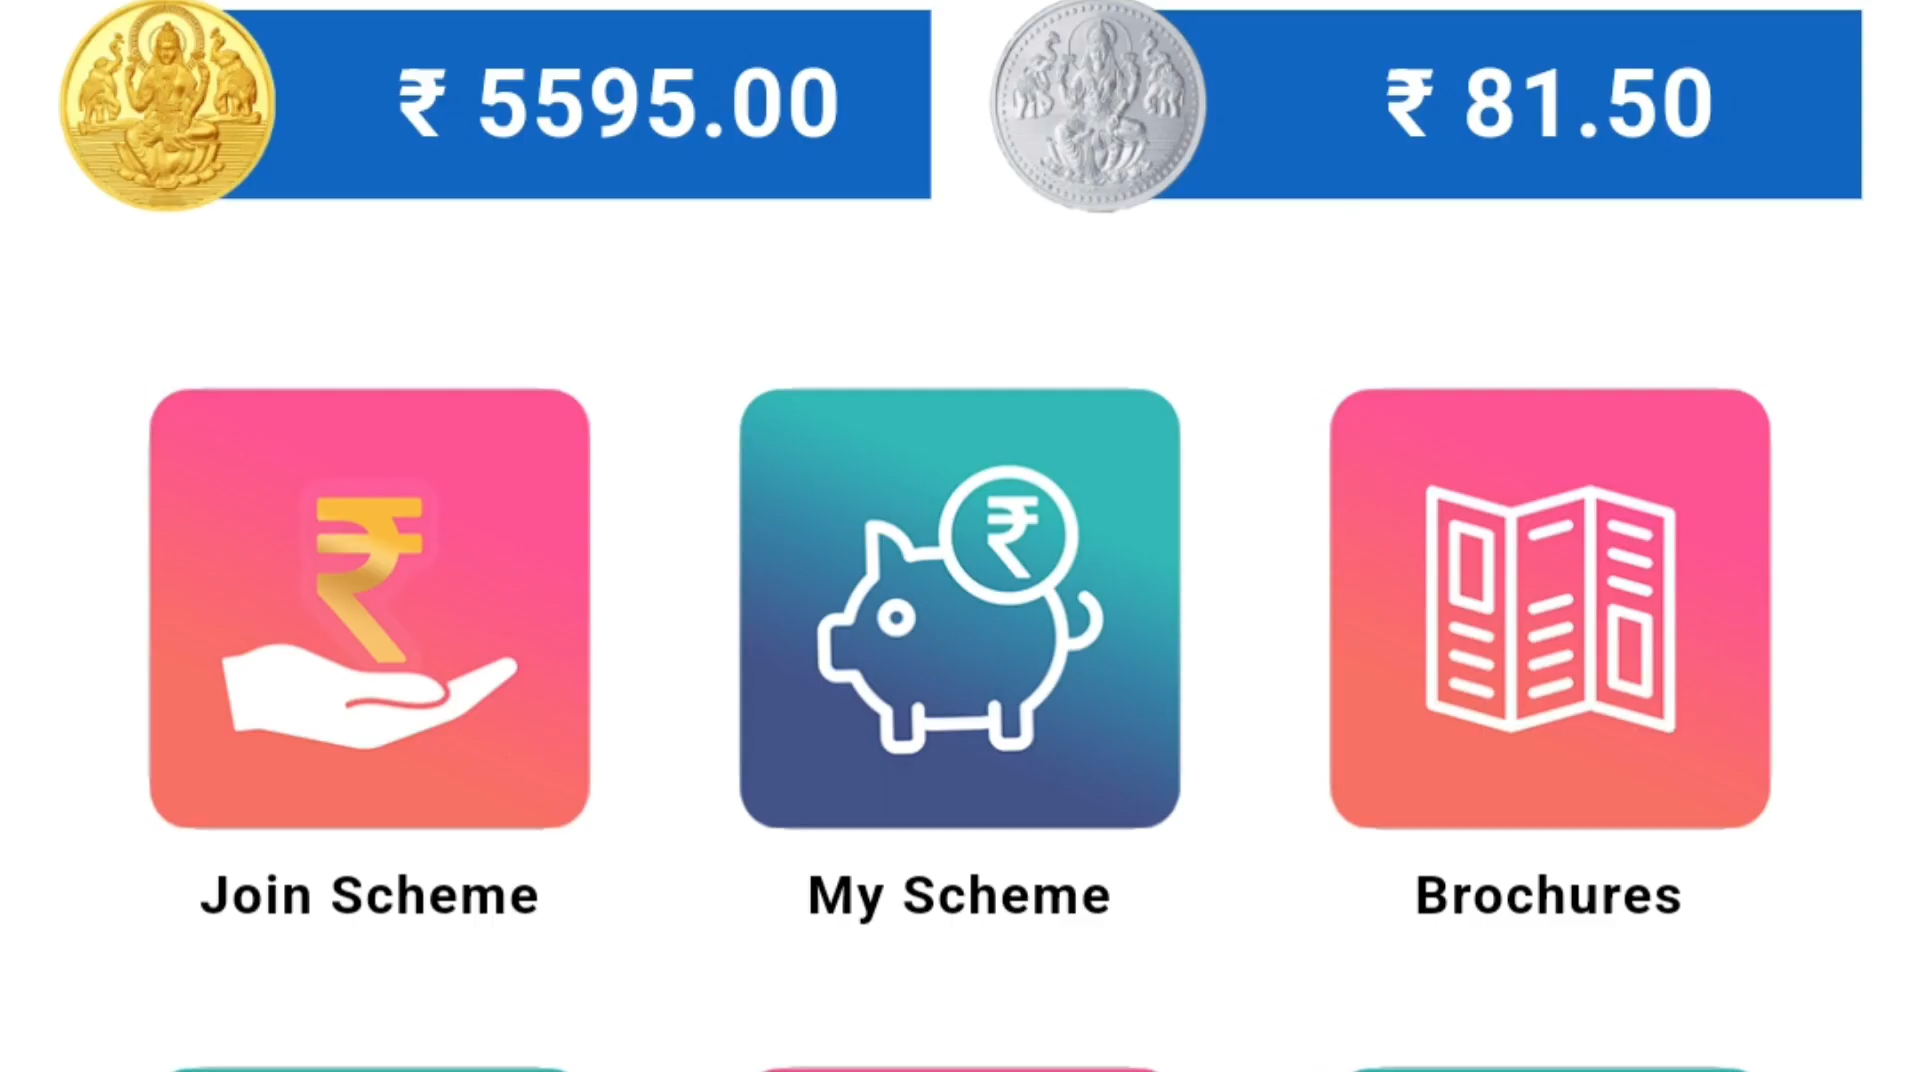 ₹ 5595.00
₹ 81.50
₹
₹
Join Scheme
My Scheme
Brochures